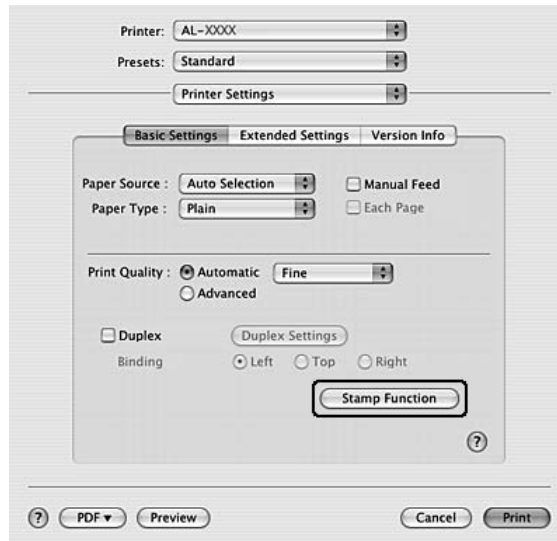 Printer: AL-XXXX
Presets: Standard
Printer Settings
Basic Settings Extended Settings Version Info
Paper Source : Auto Selection Manual Feed
Paper Type : Plain Each Page
Print Quality : Automatic Fine
Advanced
Duplex Duplex Settings
Binding Left Top Right
Stamp Function
?
? PDF▼ Preview Cancel Print